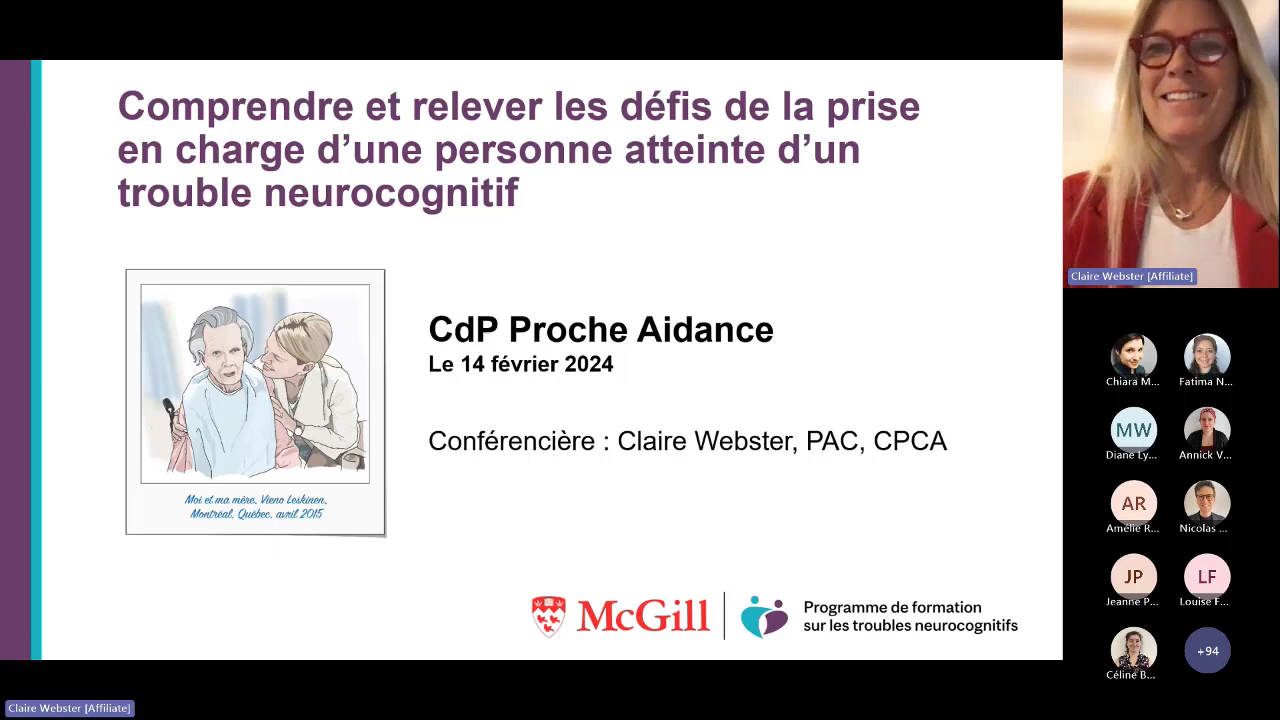 Comprendre et relever les défis de la prise
en charge d’une personne atteinte d’un
trouble neurocognitif
Moi et ma mère, Vieno Leskinen,
Montréal, Québec, avril 2015
CdP Proche Aidance
Le 14 février 2024
Conférencière : Claire Webster, PAC, CPCA
McGill
Programme de formation
sur les troubles neurocognitifs
Claire Webster [Affiliate]
Chiara M...
Fatima N...
MW
Diane Ly...
Annick V...
AR
Amélie R...
Nicolas ...
JP
Jeanne P...
LF
Louise F...
Céline B...
+94
Claire Webster [Affiliate]